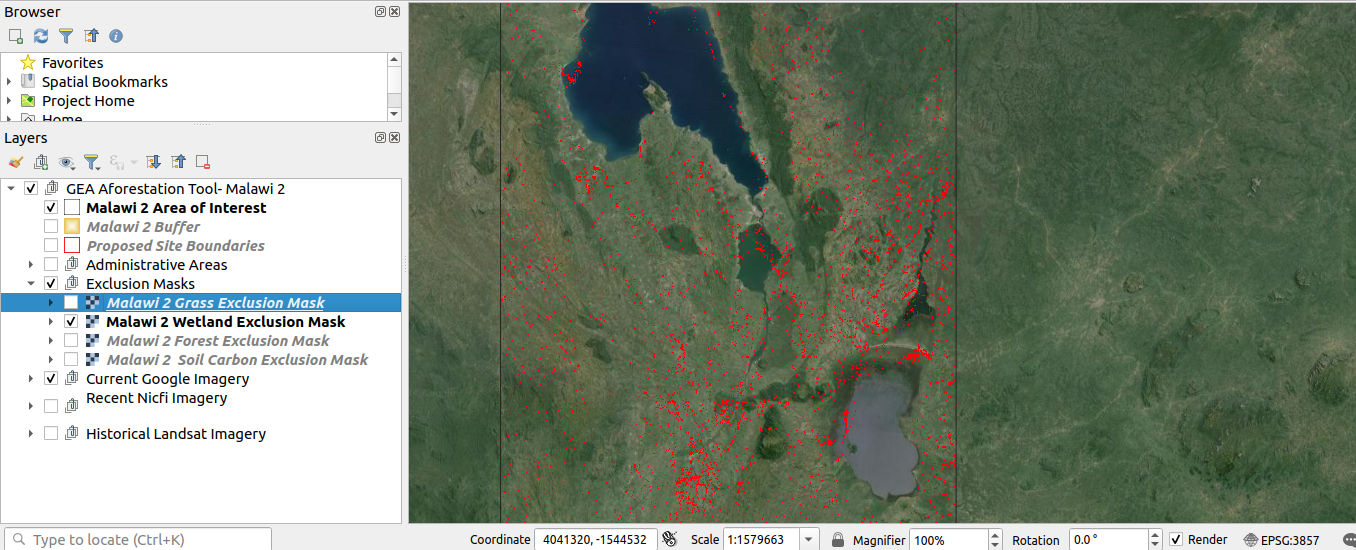 Browser
Favorites
Spatial Bookmarks
Project Home
Home
Layers
GEA Aforestation Tool- Malawi 2
Malawi 2 Area of Interest
Malawi 2 Buffer
Proposed Site Boundaries
Administrative Areas
Exclusion Masks
Malawi 2 Grass Exclusion Mask
Malawi 2 Wetland Exclusion Mask
Malawi 2 Forest Exclusion Mask
Malawi 2 Soil Carbon Exclusion Mask
Current Google Imagery
Recent Nicfi Imagery
Historical Landsat Imagery
Type to locate (Ctrl+K) Coordinate 4041320, -1544532 Scale 1:1579663 Magnifier 100% Rotation 0.0 ° Render EPSG:3857